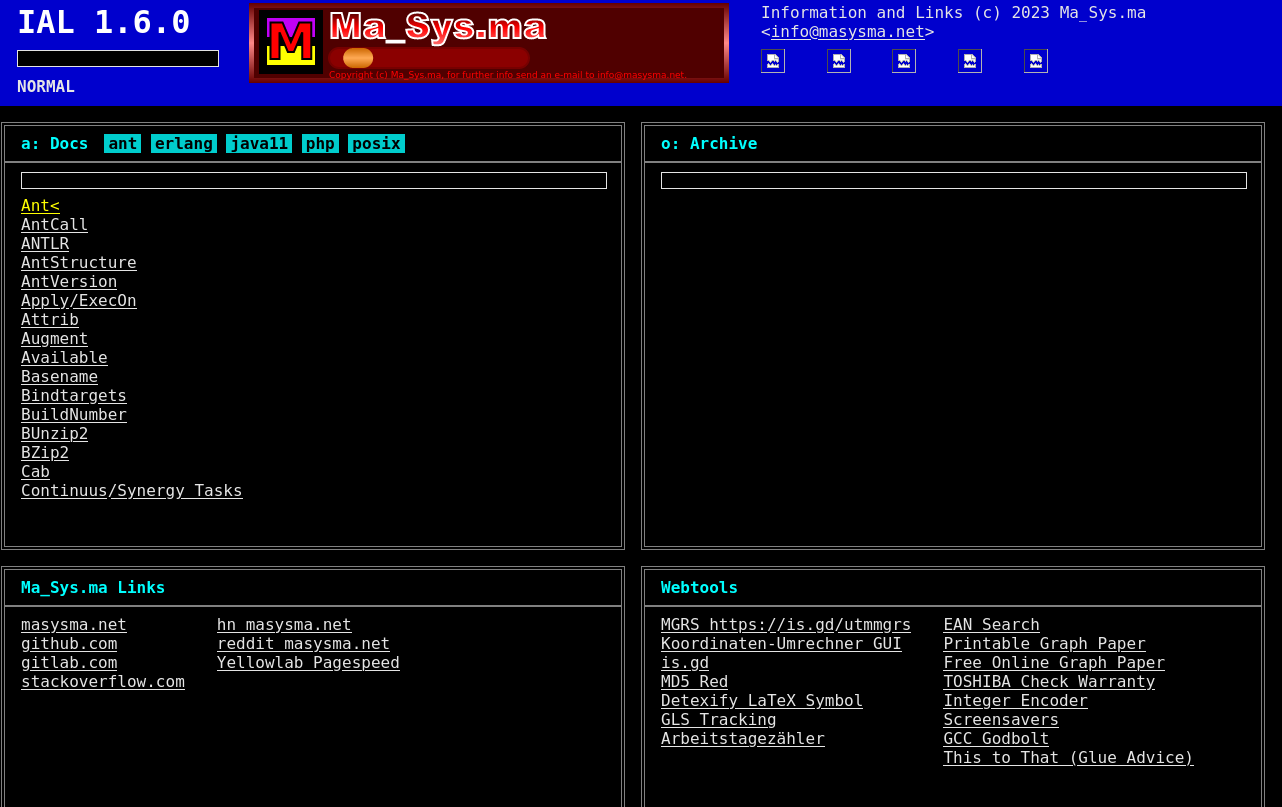 IAL 1.6.0
NORMAL
Ma_Sys.ma
Copyright (c) Ma_Sys.ma, for further info send an e-mail to info@masysma.net.
Information and Links (c) 2023 Ma_Sys.ma
<info@masysma.net>
a: Docs ant erlang java11 php posix
Ant<
AntCall
ANTLR
AntStructure
AntVersion
Apply/ExecOn
Attrib
Augment
Available
Basename
Bindtargets
BuildNumber
BUnzip2
BZip2
Cab
Continuus/Synergy Tasks
o: Archive
Ma_Sys.ma Links
masysma.net
github.com
gitlab.com
stackoverflow.com
hn masysma.net
reddit masysma.net
Yellowlab Pagespeed
Webtools
MGRS https://is.gd/utmmgrs
Koordinaten-Umrechner GUI
is.gd
MD5 Red
Detexify LaTeX Symbol
GLS Tracking
Arbeitstagezähler
EAN Search
Printable Graph Paper
Free Online Graph Paper
TOSHIBA Check Warranty
Integer Encoder
Screensavers
GCC Godbolt
This to That (Glue Advice)